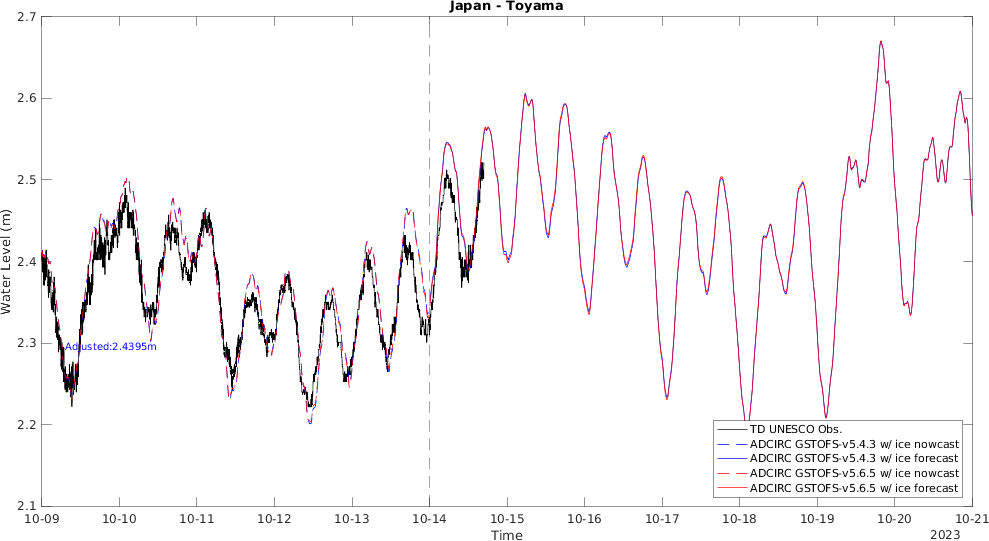 Japan - Toyama
2.7
2.6
2.5
2.4
2.3
2.2
2.1
Water Level (m)
Adjusted:2.4395m
TD UNESCO Obs.
ADCIRC GSTOFS-v5.4.3 w/ ice nowcast
ADCIRC GSTOFS-v5.4.3 w/ ice forecast
ADCIRC GSTOFS-v5.6.5 w/ ice nowcast
ADCIRC GSTOFS-v5.6.5 w/ ice forecast
10-09 10-10 10-11 10-12 10-13 10-14 10-15 10-16 10-17 10-18 10-19 10-20 10-21
Time
2023